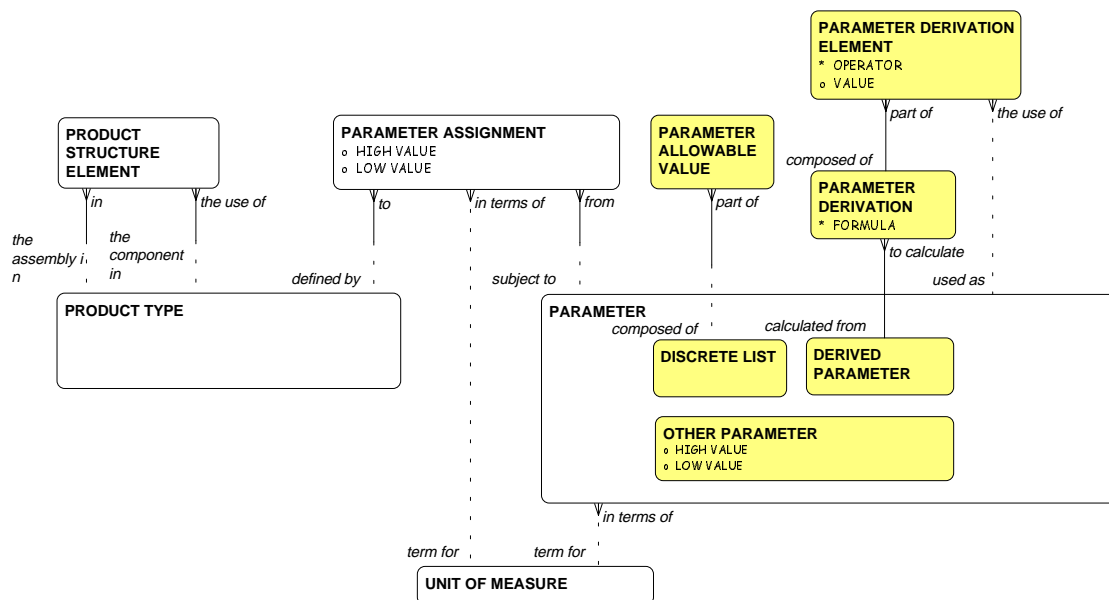 PARAMETER DERIVATION
ELEMENT
* OPERATOR
o VALUE
part of
the use of
composed of
PARAMETER
DERIVATION
* FORMULA
to calculate
used as
PRODUCT
STRUCTURE
ELEMENT
in
the use of
the
assembly i
n
the
component
in
PRODUCT TYPE
PARAMETER ASSIGNMENT
o HIGH VALUE
o LOW VALUE
to
in terms of
from
defined by
subject to
PARAMETER
ALLOWABLE
VALUE
part of
PARAMETER
composed of
calculated from
DISCRETE LIST
DERIVED
PARAMETER
OTHER PARAMETER
o HIGH VALUE
o LOW VALUE
in terms of
term for
term for
UNIT OF MEASURE